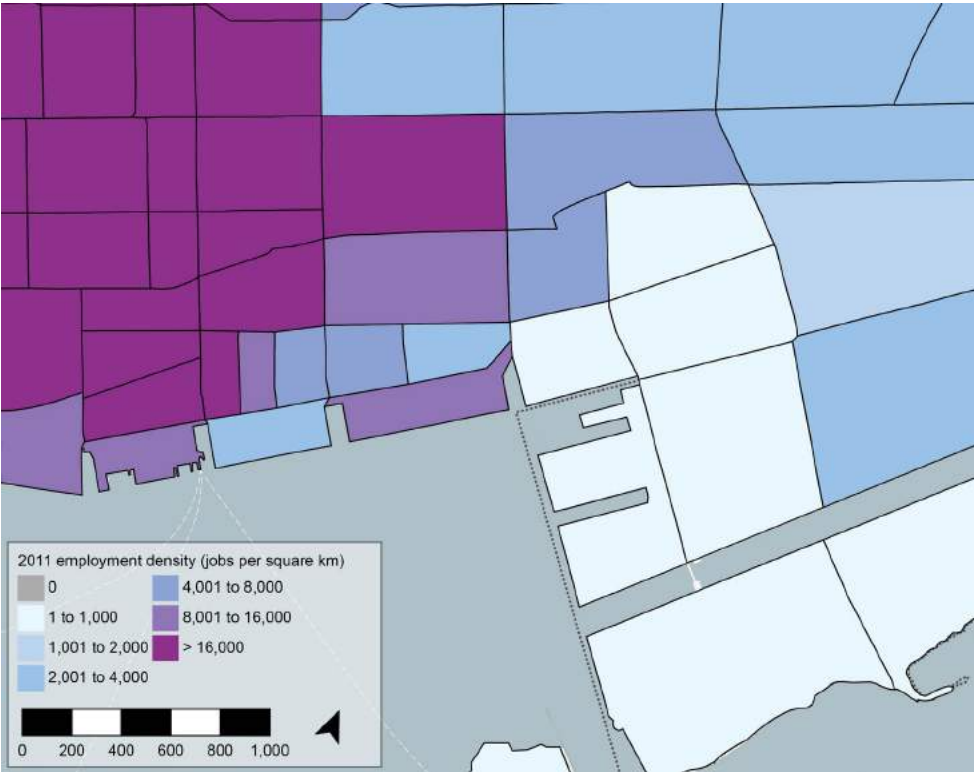 2011 employment density (jobs per square km)
0
1 to 1,000
1,001 to 2,000
2,001 to 4,000
4,001 to 8,000
8,001 to 16,000
> 16,000
0 200 400 600 800 1,000